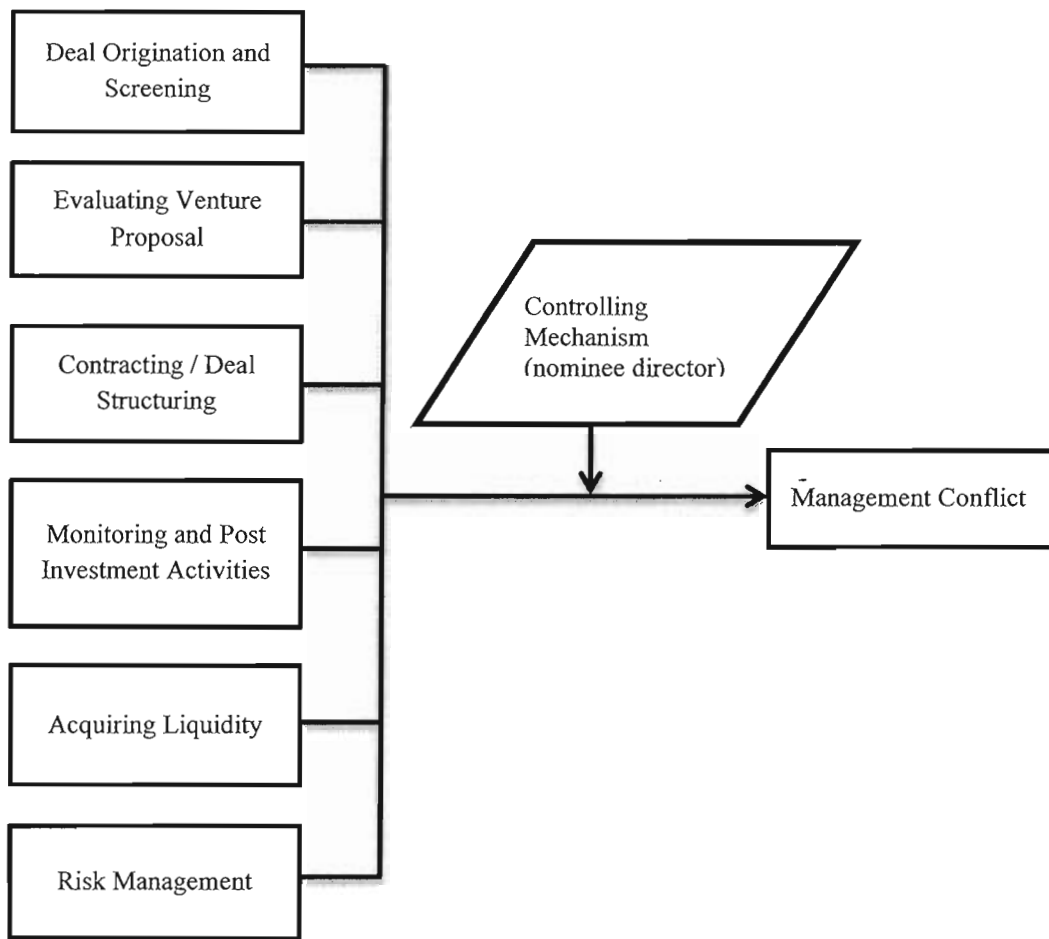 Deal Origination and
Screening
Evaluating Venture
Proposal
Contracting / Deal
Structuring
Monitoring and Post
Investment Activities
Acquiring Liquidity
Risk Management
Controlling
Mechanism
(nominee director)
Management Conflict